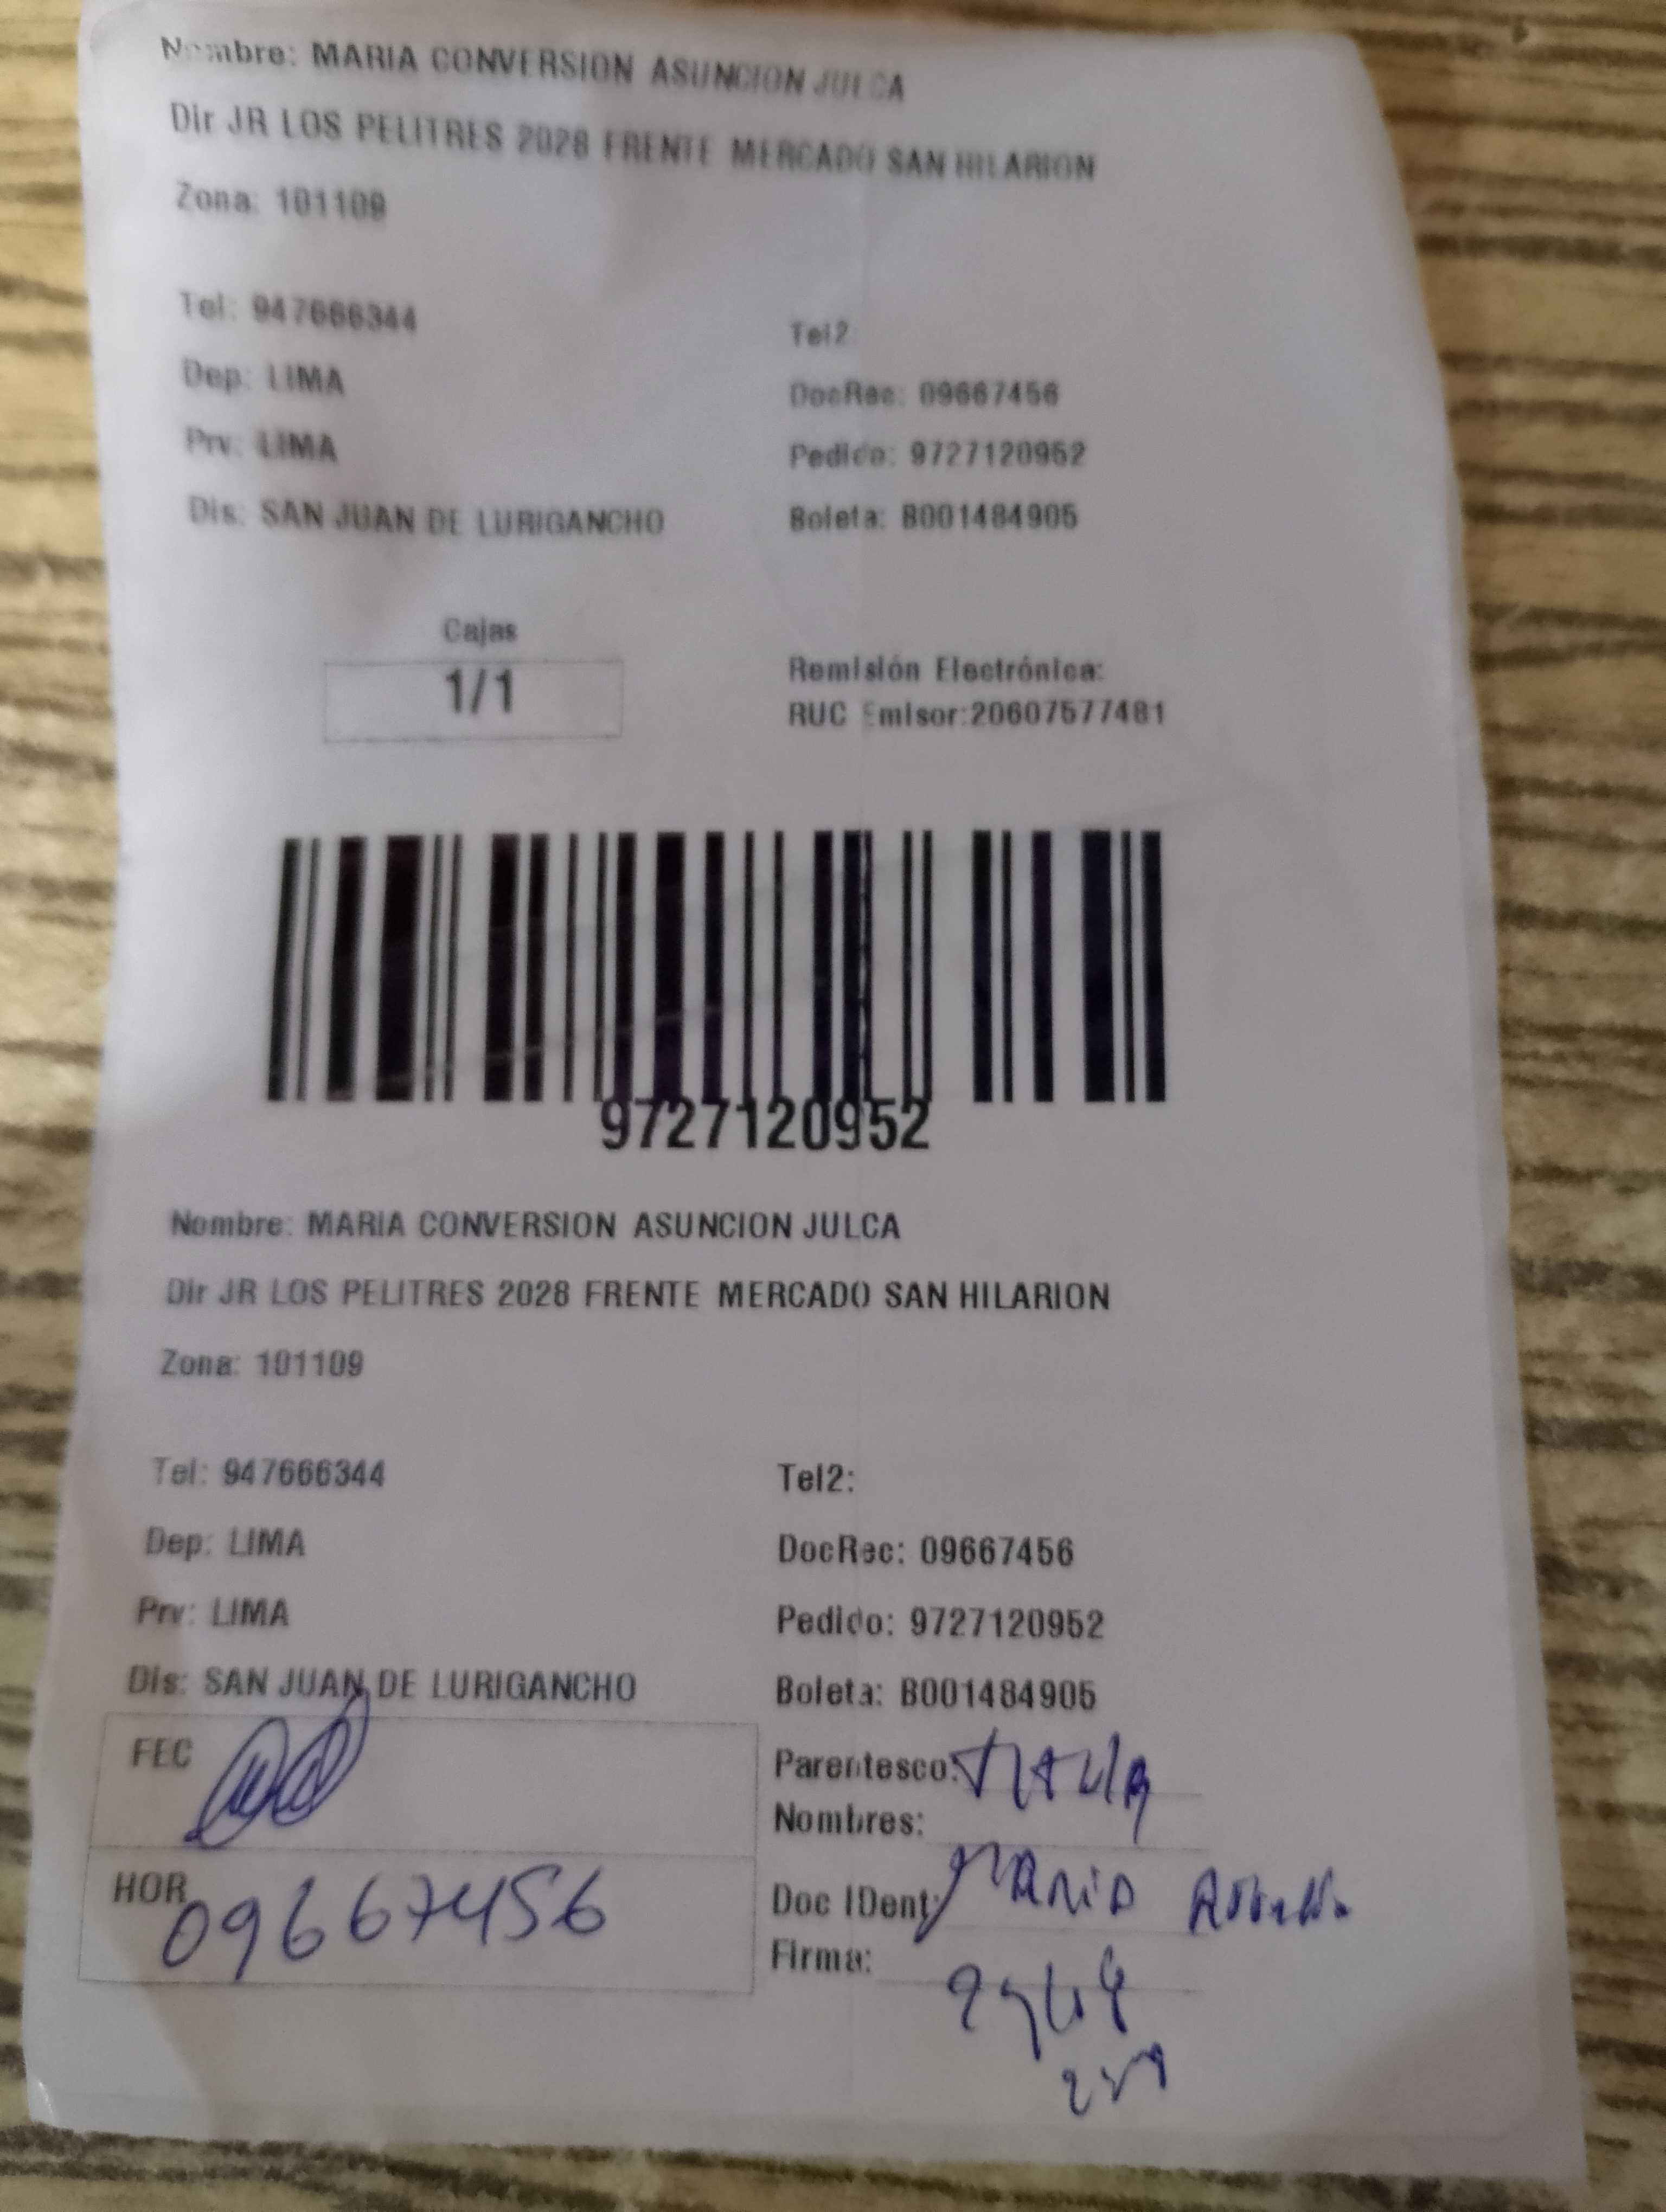 Nombre: MARIA CONVERSION ASUNCION JULCA
Dir JR LOS PELITRES 2028 FRENTE MERCADO SAN HILARION
Zona: 101109
Tel: 947666344 Tel2:
Dep: LIMA DocRec: 09667456
Prv: LIMA Pedido: 9727120952
Dis: SAN JUAN DE LURIGANCHO Boleta: B001484905
Cajas
1/1
Remisión Electrónica:
RUC Emisor:20607577481
9727120952
Nombre: MARIA CONVERSION ASUNCION JULCA
Dir JR LOS PELITRES 2028 FRENTE MERCADO SAN HILARION
Zona: 101109
Tel: 947666344 Tel2:
Dep: LIMA DocRec: 09667456
Prv: LIMA Pedido: 9727120952
Dis: SAN JUAN DE LURIGANCHO Boleta: B001484905
FEC Parentesco:
Nombres:
HOR 09667456
Doc IDent:
Firma: